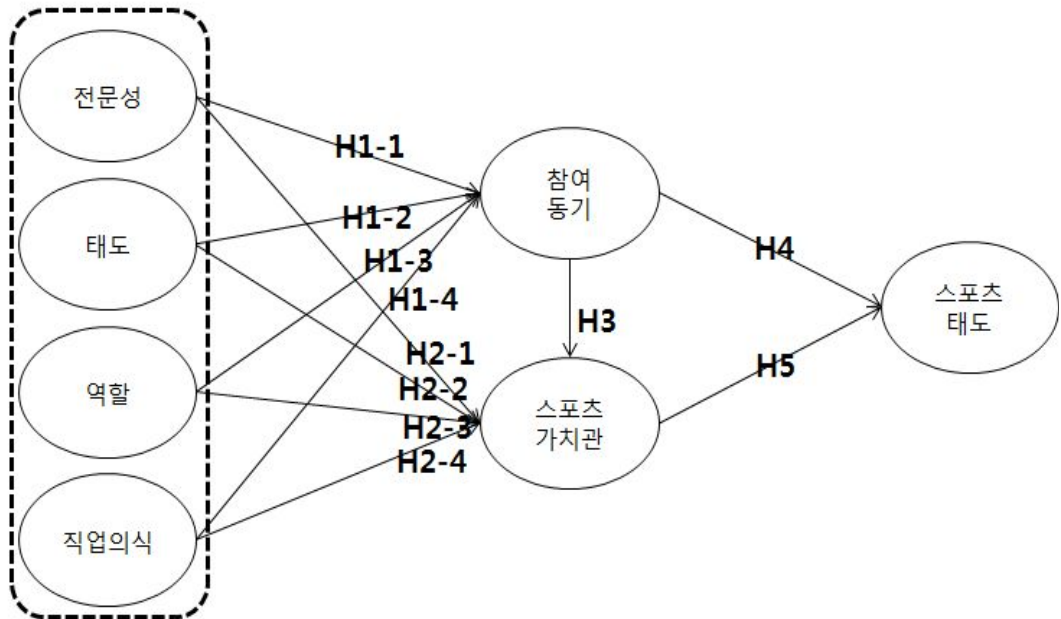 전문성
태도
역할
직업의식
H1-1
H1-2
H1-3
H1-4
H2-1
H2-2
H2-3
H2-4
참여
동기
H3
스포츠
가치관
H4
H5
스포츠
태도